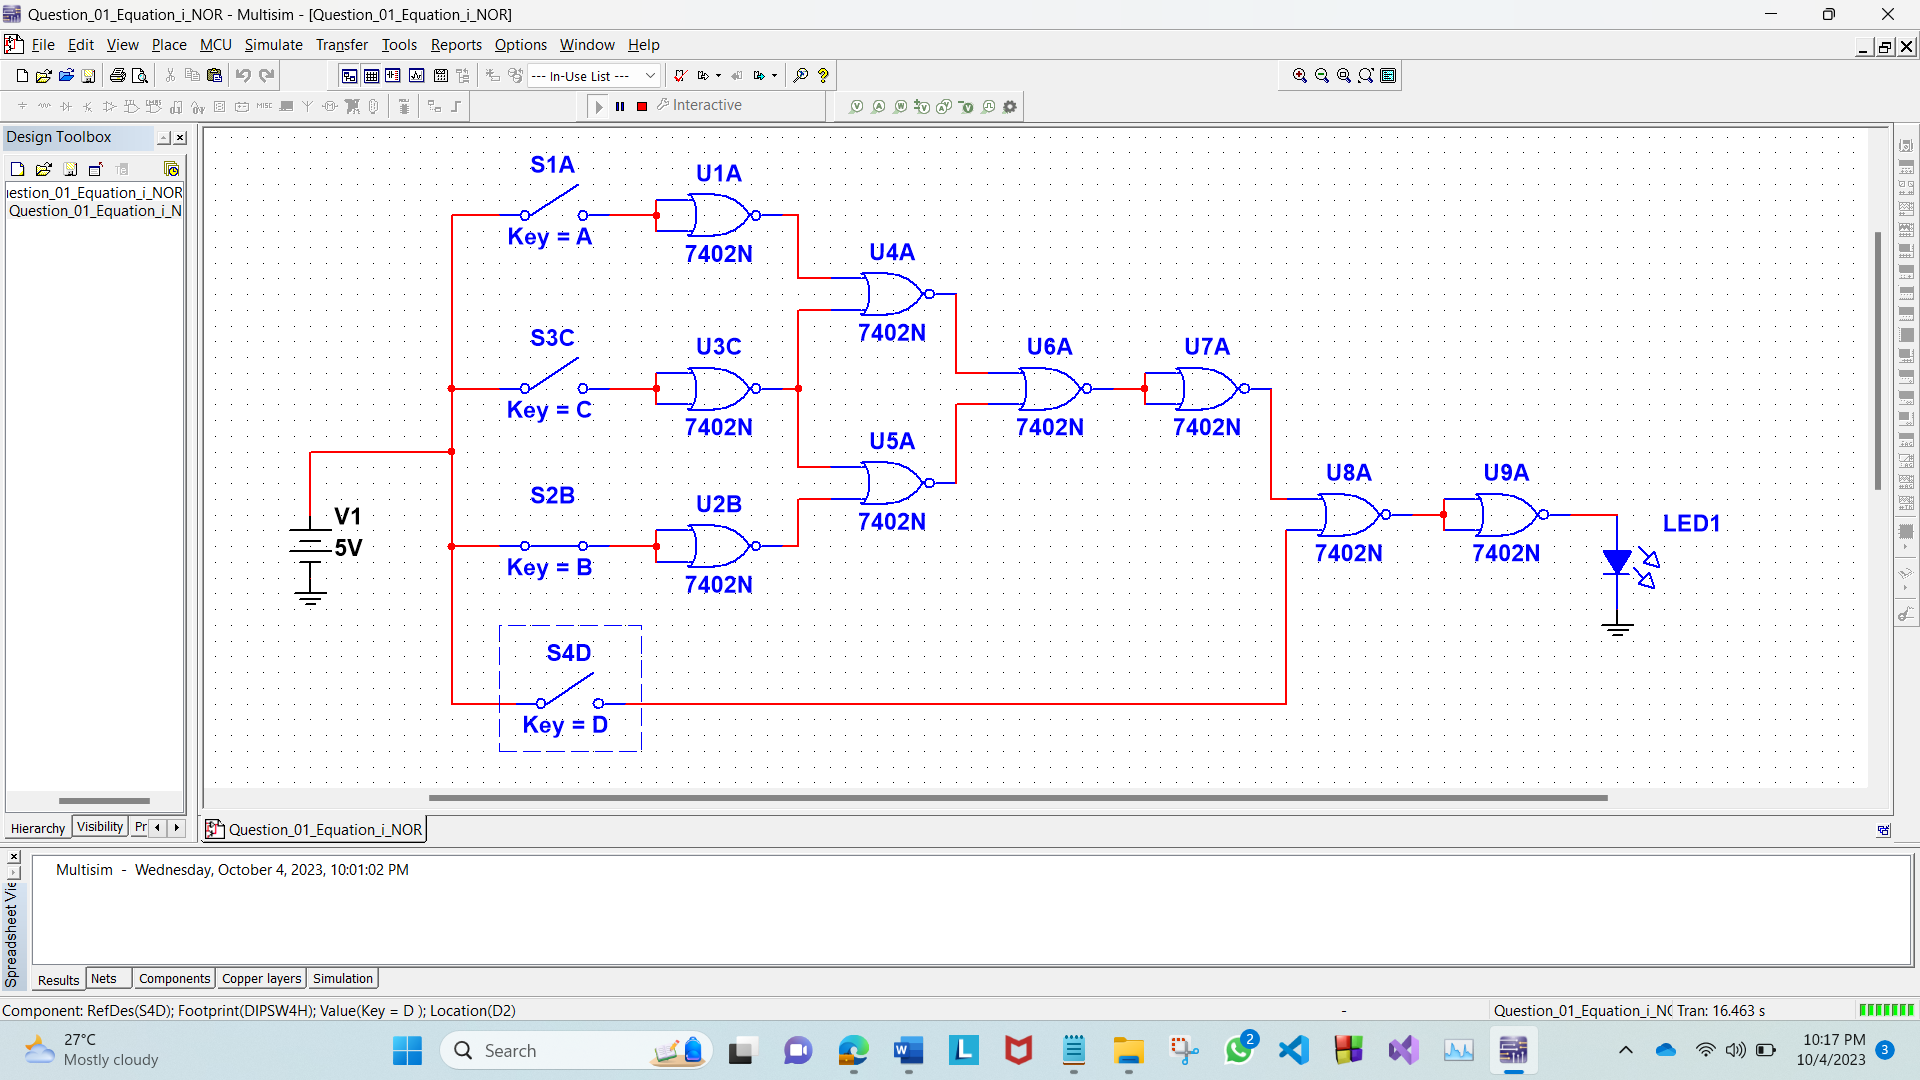 Question_01_Equation_i_NOR - Multisim - [Question_01_Equation_i_NOR]
File Edit View Place MCU Simulate Transfer Tools Reports Options Window Help
--- In-Use List ---
Interactive
Design Toolbox
uestion_01_Equation_i_NOR
Question_01_Equation_i_N
Hierarchy Visibility Pr
S1A
Key = A
U1A
7402N
U4A
7402N
S3C
Key = C
U3C
7402N
U6A
7402N
U7A
7402N
U5A
7402N
S2B
Key = B
U2B
7402N
V1
5V
U8A
7402N
U9A
7402N
LED1
S4D
Key = D
Question_01_Equation_i_NOR
Multisim - Wednesday, October 4, 2023, 10:01:02 PM
Spreadsheet Vie
Results Nets Components Copper layers Simulation
Component: RefDes(S4D); Footprint(DIPSW4H); Value(Key = D ); Location(D2)
-
Question_01_Equation_i_NO Tran: 16.463 s
27°C
Mostly cloudy
Search
2
10:17 PM
10/4/2023
3